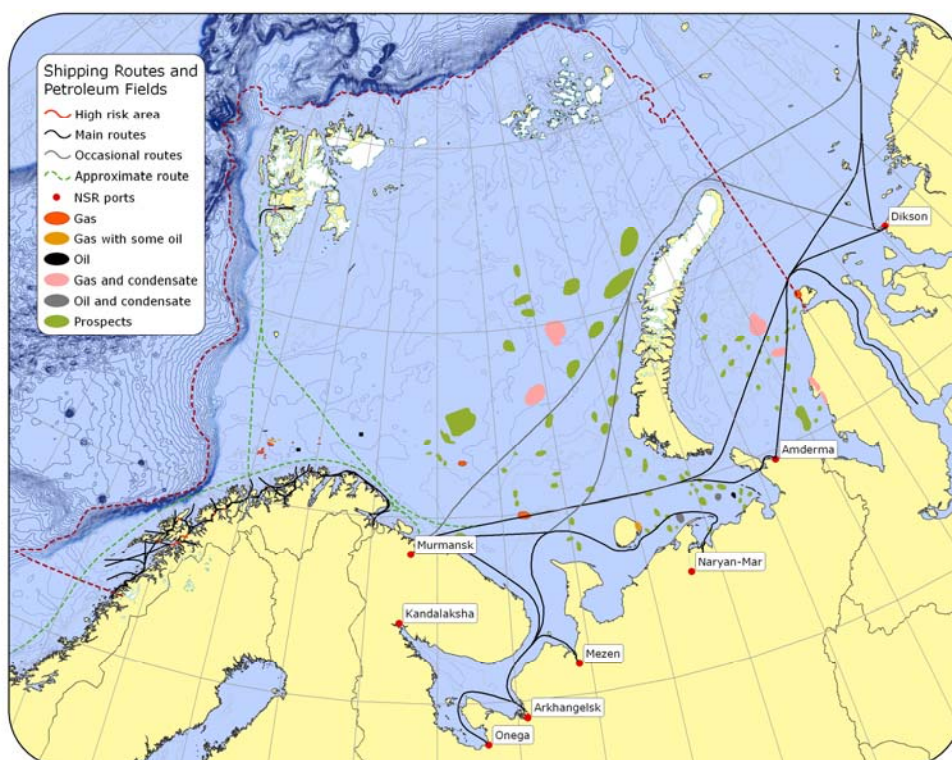 Shipping Routes and
Petroleum Fields
High risk area
Main routes
Occasional routes
Approximate route
NSR ports
Gas
Gas with some oil
Oil
Gas and condensate
Oil and condensate
Prospects
Dikson
Amderma
Murmansk
Naryan-Mar
Kandalaksha
Mezen
Arkhangelsk
Onega